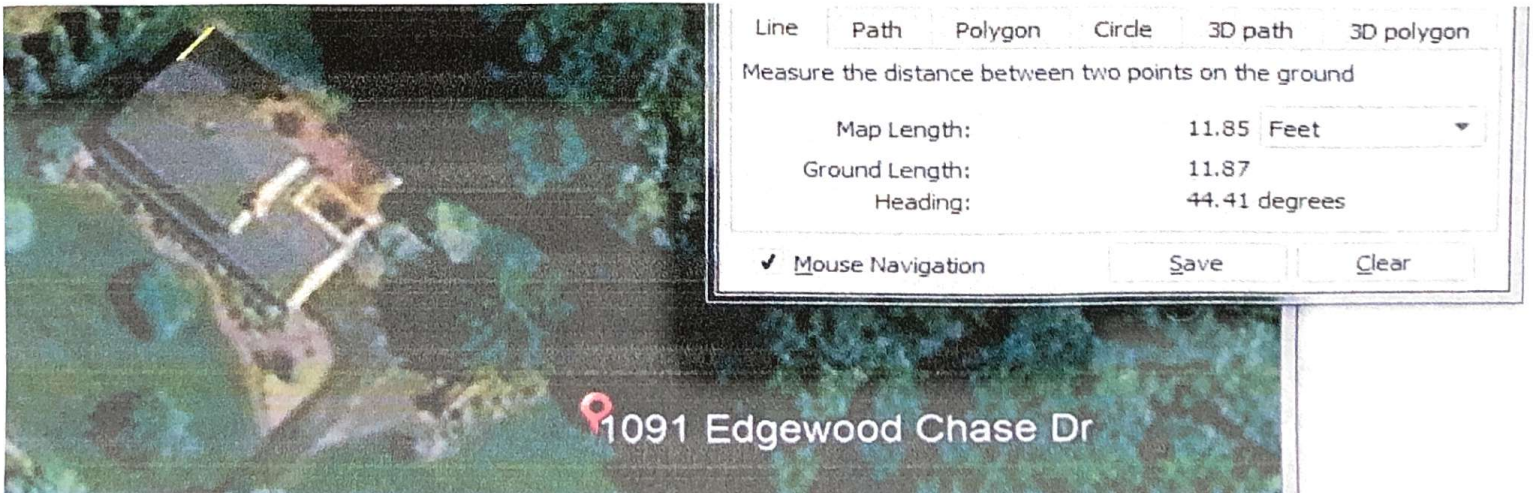 Line Path Polygon Circle 3D path 3D polygon
Measure the distance between two points on the ground
Map Length: 11.85 Feet
Ground Length: 11.87
Heading: 44.41 degrees
✓ Mouse Navigation Save Clear
1091 Edgewood Chase Dr